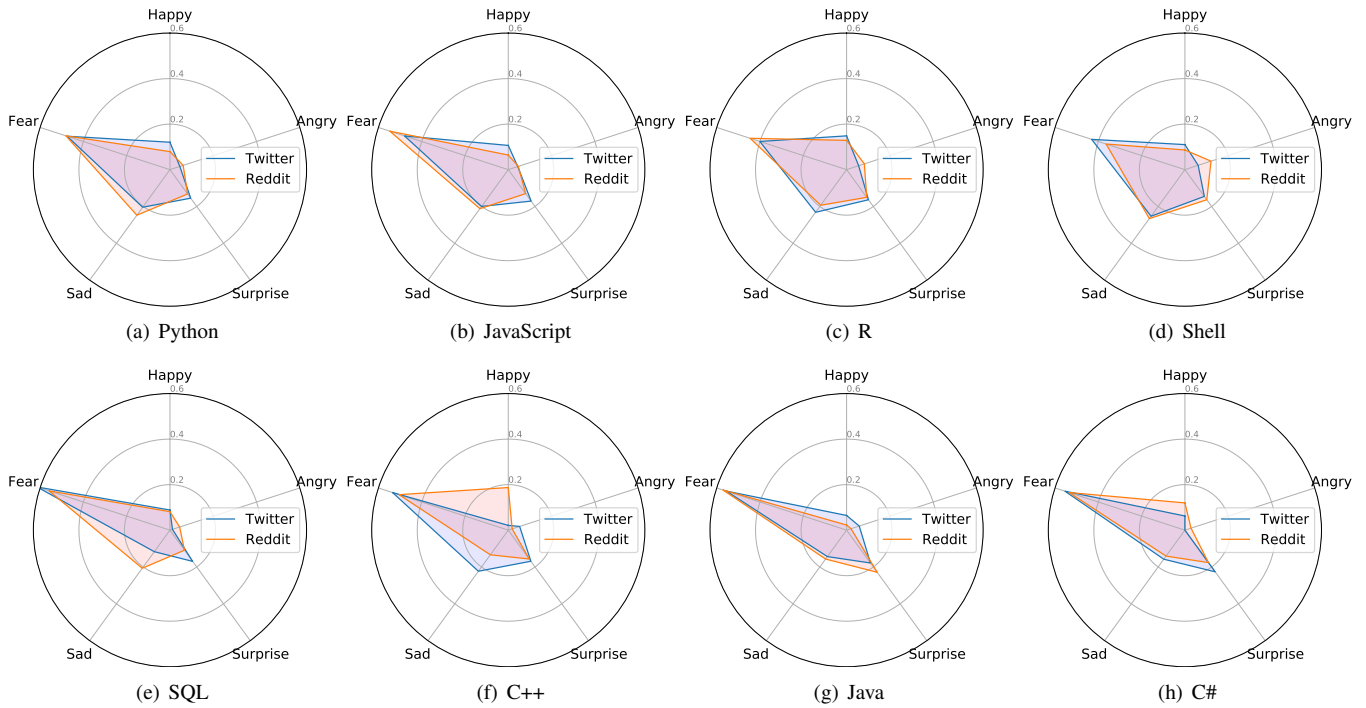 Happy
0.6
0.4
0.2
Fear
Angry
Sad
Surprise
Twitter
Reddit
(a) Python
Happy
0.6
0.4
0.2
Fear
Angry
Sad
Surprise
Twitter
Reddit
(b) JavaScript
Happy
0.6
0.4
0.2
Fear
Angry
Sad
Surprise
Twitter
Reddit
(c) R
Happy
0.6
0.4
0.2
Fear
Angry
Sad
Surprise
Twitter
Reddit
(d) Shell
Happy
0.6
0.4
0.2
Fear
Angry
Sad
Surprise
Twitter
Reddit
(e) SQL
Happy
0.6
0.4
0.2
Fear
Angry
Sad
Surprise
Twitter
Reddit
(f) C++
Happy
0.6
0.4
0.2
Fear
Angry
Sad
Surprise
Twitter
Reddit
(g) Java
Happy
0.6
0.4
0.2
Fear
Angry
Sad
Surprise
Twitter
Reddit
(h) C#